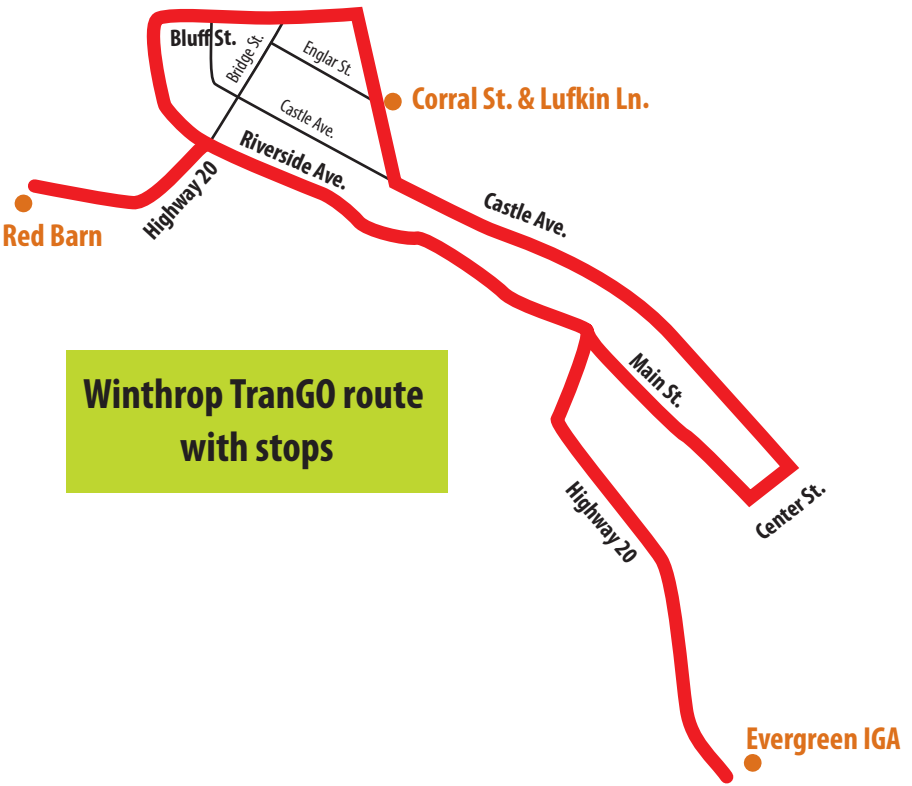 Bluff St.
Bridge St.
Englar St.
Corral St. & Lufkin Ln.
Castle Ave.
Riverside Ave.
Highway 20
Red Barn
Castle Ave.
Winthrop TranGO route
with stops
Main St.
Highway 20
Center St.
Evergreen IGA